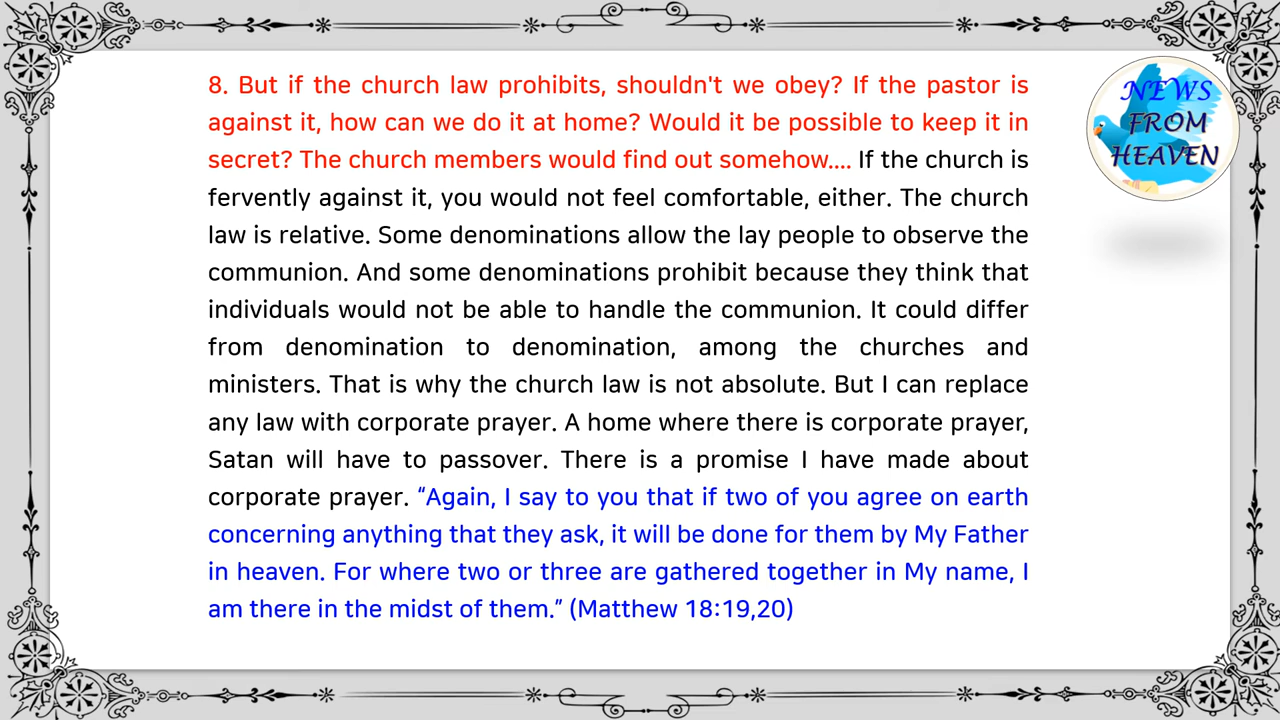 8. But if the church law prohibits, shouldn't we obey? If the pastor is
against it, how can we do it at home? Would it be possible to keep it in
secret? The church members would find out somehow.... If the church is
fervently against it, you would not feel comfortable, either. The church
law is relative. Some denominations allow the lay people to observe the
communion. And some denominations prohibit because they think that
individuals would not be able to handle the communion. It could differ
from denomination to denomination, among the churches and
ministers. That is why the church law is not absolute. But I can replace
any law with corporate prayer. A home where there is corporate prayer,
Satan will have to passover. There is a promise I have made about
corporate prayer. “Again, I say to you that if two of you agree on earth
concerning anything that they ask, it will be done for them by My Father
in heaven. For where two or three are gathered together in My name, I
am there in the midst of them.” (Matthew 18:19,20)
NEWS
FROM
HEAVEN